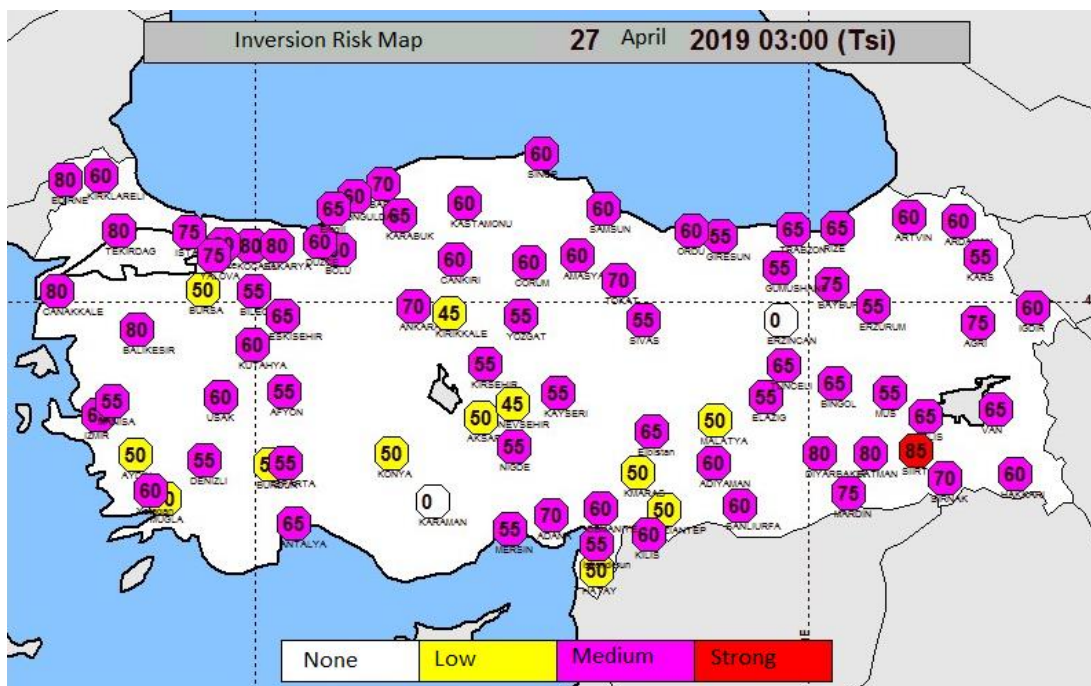 Inversion Risk Map 27 April 2019 03:00 (Tsi)
60
SINOP
80 60 70
EDIRNE KIRKLARELI
60 60 60
65 65
KASTAMONU SAMSUN
KARABUK
80 75 60 55 65 65 60 60
TEKIRDAG ORDU GIRESUN TRABZON RIZE ARTVIN
80 80 60
SAKARYA DUZCE BOLU
75 60 60 60 55 55
YALOVA CANKIRI CORUM AMASYA KARS
70 75
TOKAT
80 50 55 60
CANAKKALE BURSA IGDIR
70 45 55 55 0 55 75
ANKARA KIRIKKALE YOZGAT SIVAS ERZINCAN ERZURUM AGRI
80 65
BALIKESIR ESKISEHIR
60
KUTAHYA
55 65
KIRSEHIR
55 60 55 55 45 55 65 55
USAK AFYON KAYSERI ELAZIG BINGOL MUS
NEVSEHIR
50 50 65 65
IZMIR MALATYA VAN
65
Elbistan
50 55 55 50 55 60 80 80 85
DENIZLI KONYA NIGDE ADIYAMAN BATMAN SIIRT
50 70 60
KMARAS SIRNAK HAKKARI
60 0 75
MUGLA KARAMAN MARDIN
65 55 70 60 60
ANTALYA MERSIN ADANA SANLIURFA
60
KILIS
55
50
HATAY
None Low Medium Strong